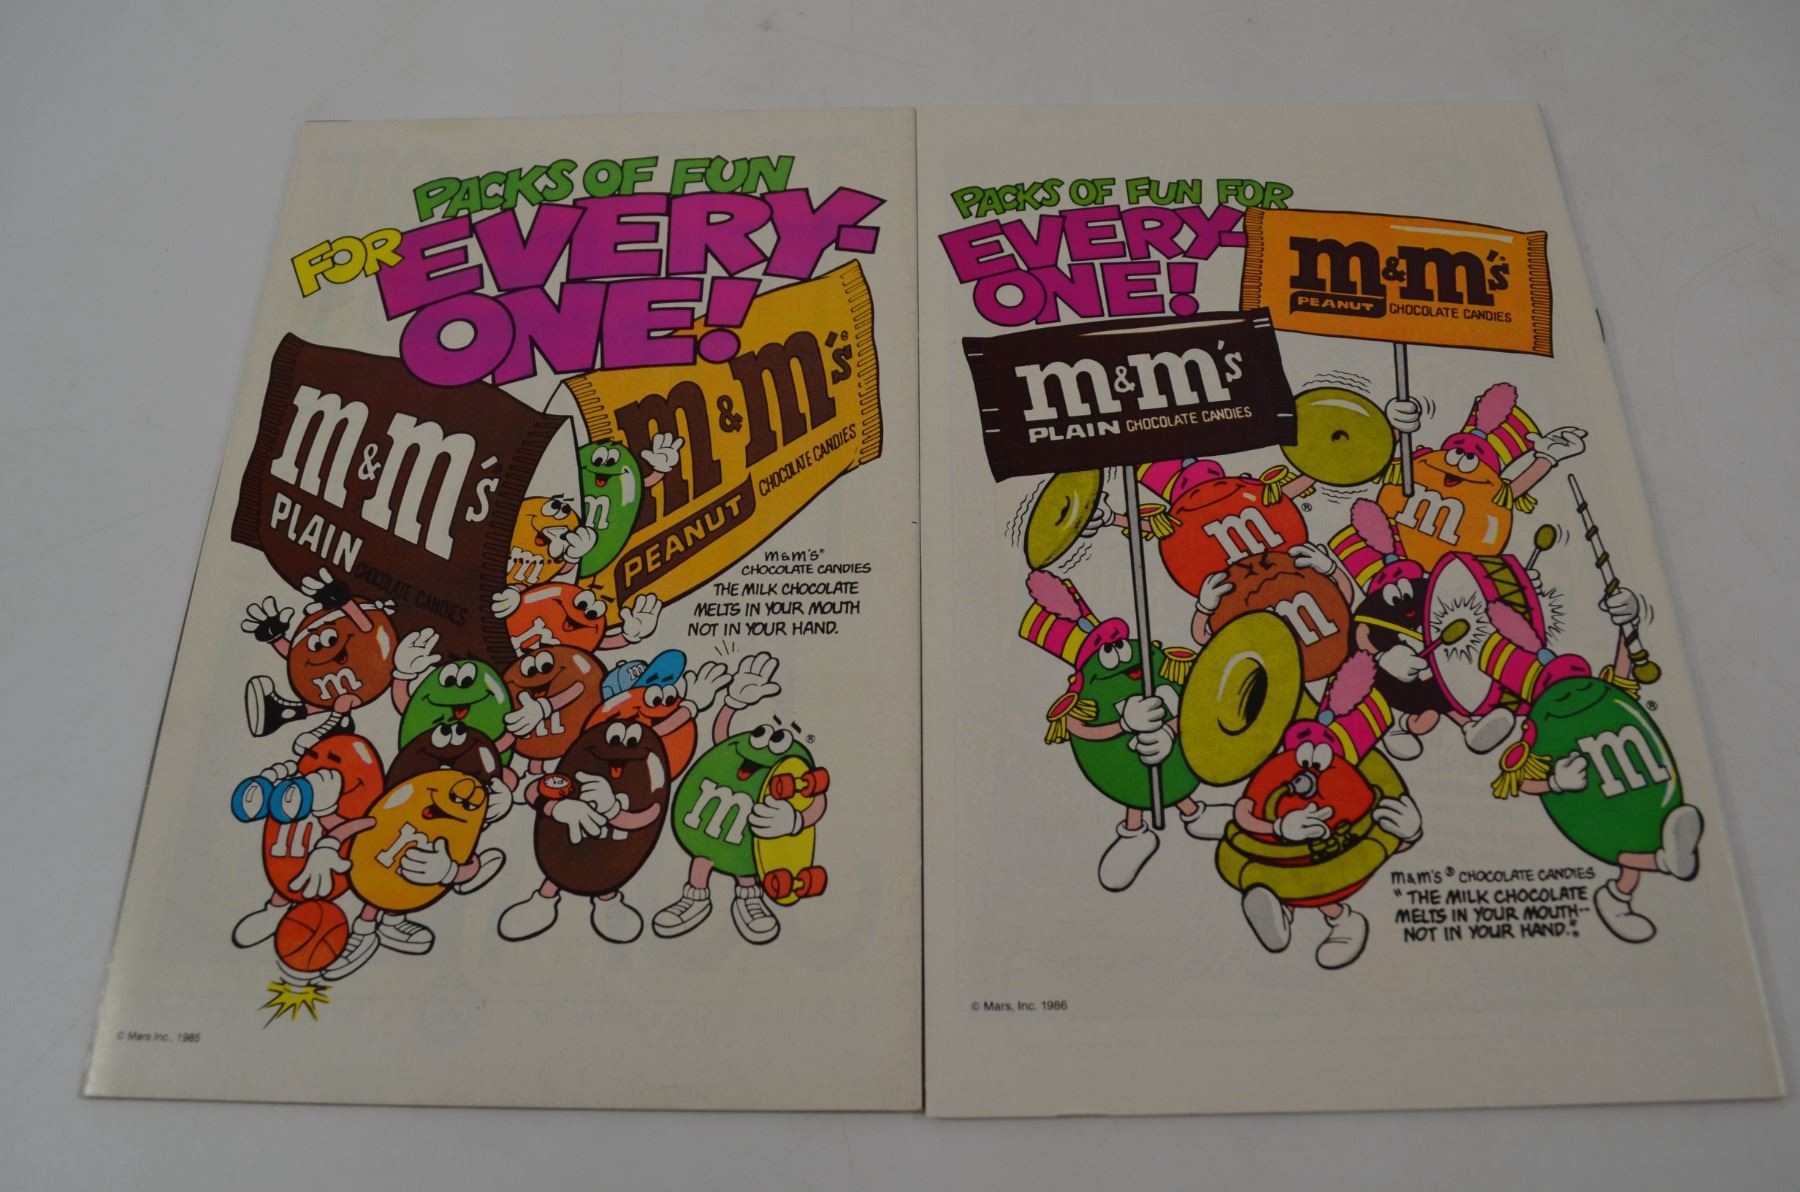 PACKS OF FUN
FOR EVERY-
ONE!
m&m's
PLAIN
CHOCOLATE CANDIES
m&m's
PEANUT
CHOCOLATE CANDIES
m&m's®
CHOCOLATE CANDIES
THE MILK CHOCOLATE
MELTS IN YOUR MOUTH
NOT IN YOUR HAND.
m
m
m
m
m
m
m
m
m
®
© Mars Inc., 1985
PACKS OF FUN FOR
EVERY-
ONE!
m&m's
PEANUT CHOCOLATE CANDIES
m&m's
PLAIN CHOCOLATE CANDIES
m
m
®
m
m
®
m&m's® CHOCOLATE CANDIES
"THE MILK CHOCOLATE
MELTS IN YOUR MOUTH--
NOT IN YOUR HAND."
© Mars, Inc. 1986